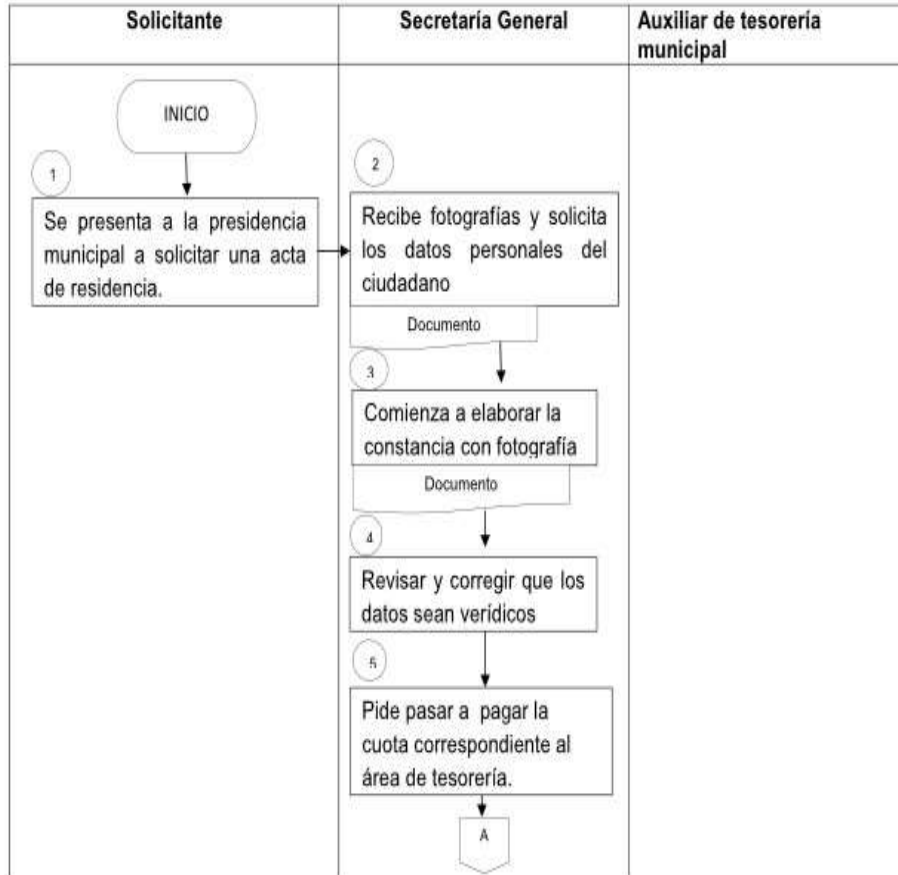 Solicitante
Secretaría General
Auxiliar de tesorería
municipal
INICIO
1
Se presenta a la presidencia
municipal a solicitar una acta
de residencia.
2
Recibe fotografías y solicita
los datos personales del
ciudadano
Documento
3
Comienza a elaborar la
constancia con fotografía
Documento
4
Revisar y corregir que los
datos sean verídicos
5
Pide pasar a pagar la
cuota correspondiente al
área de tesorería.
A